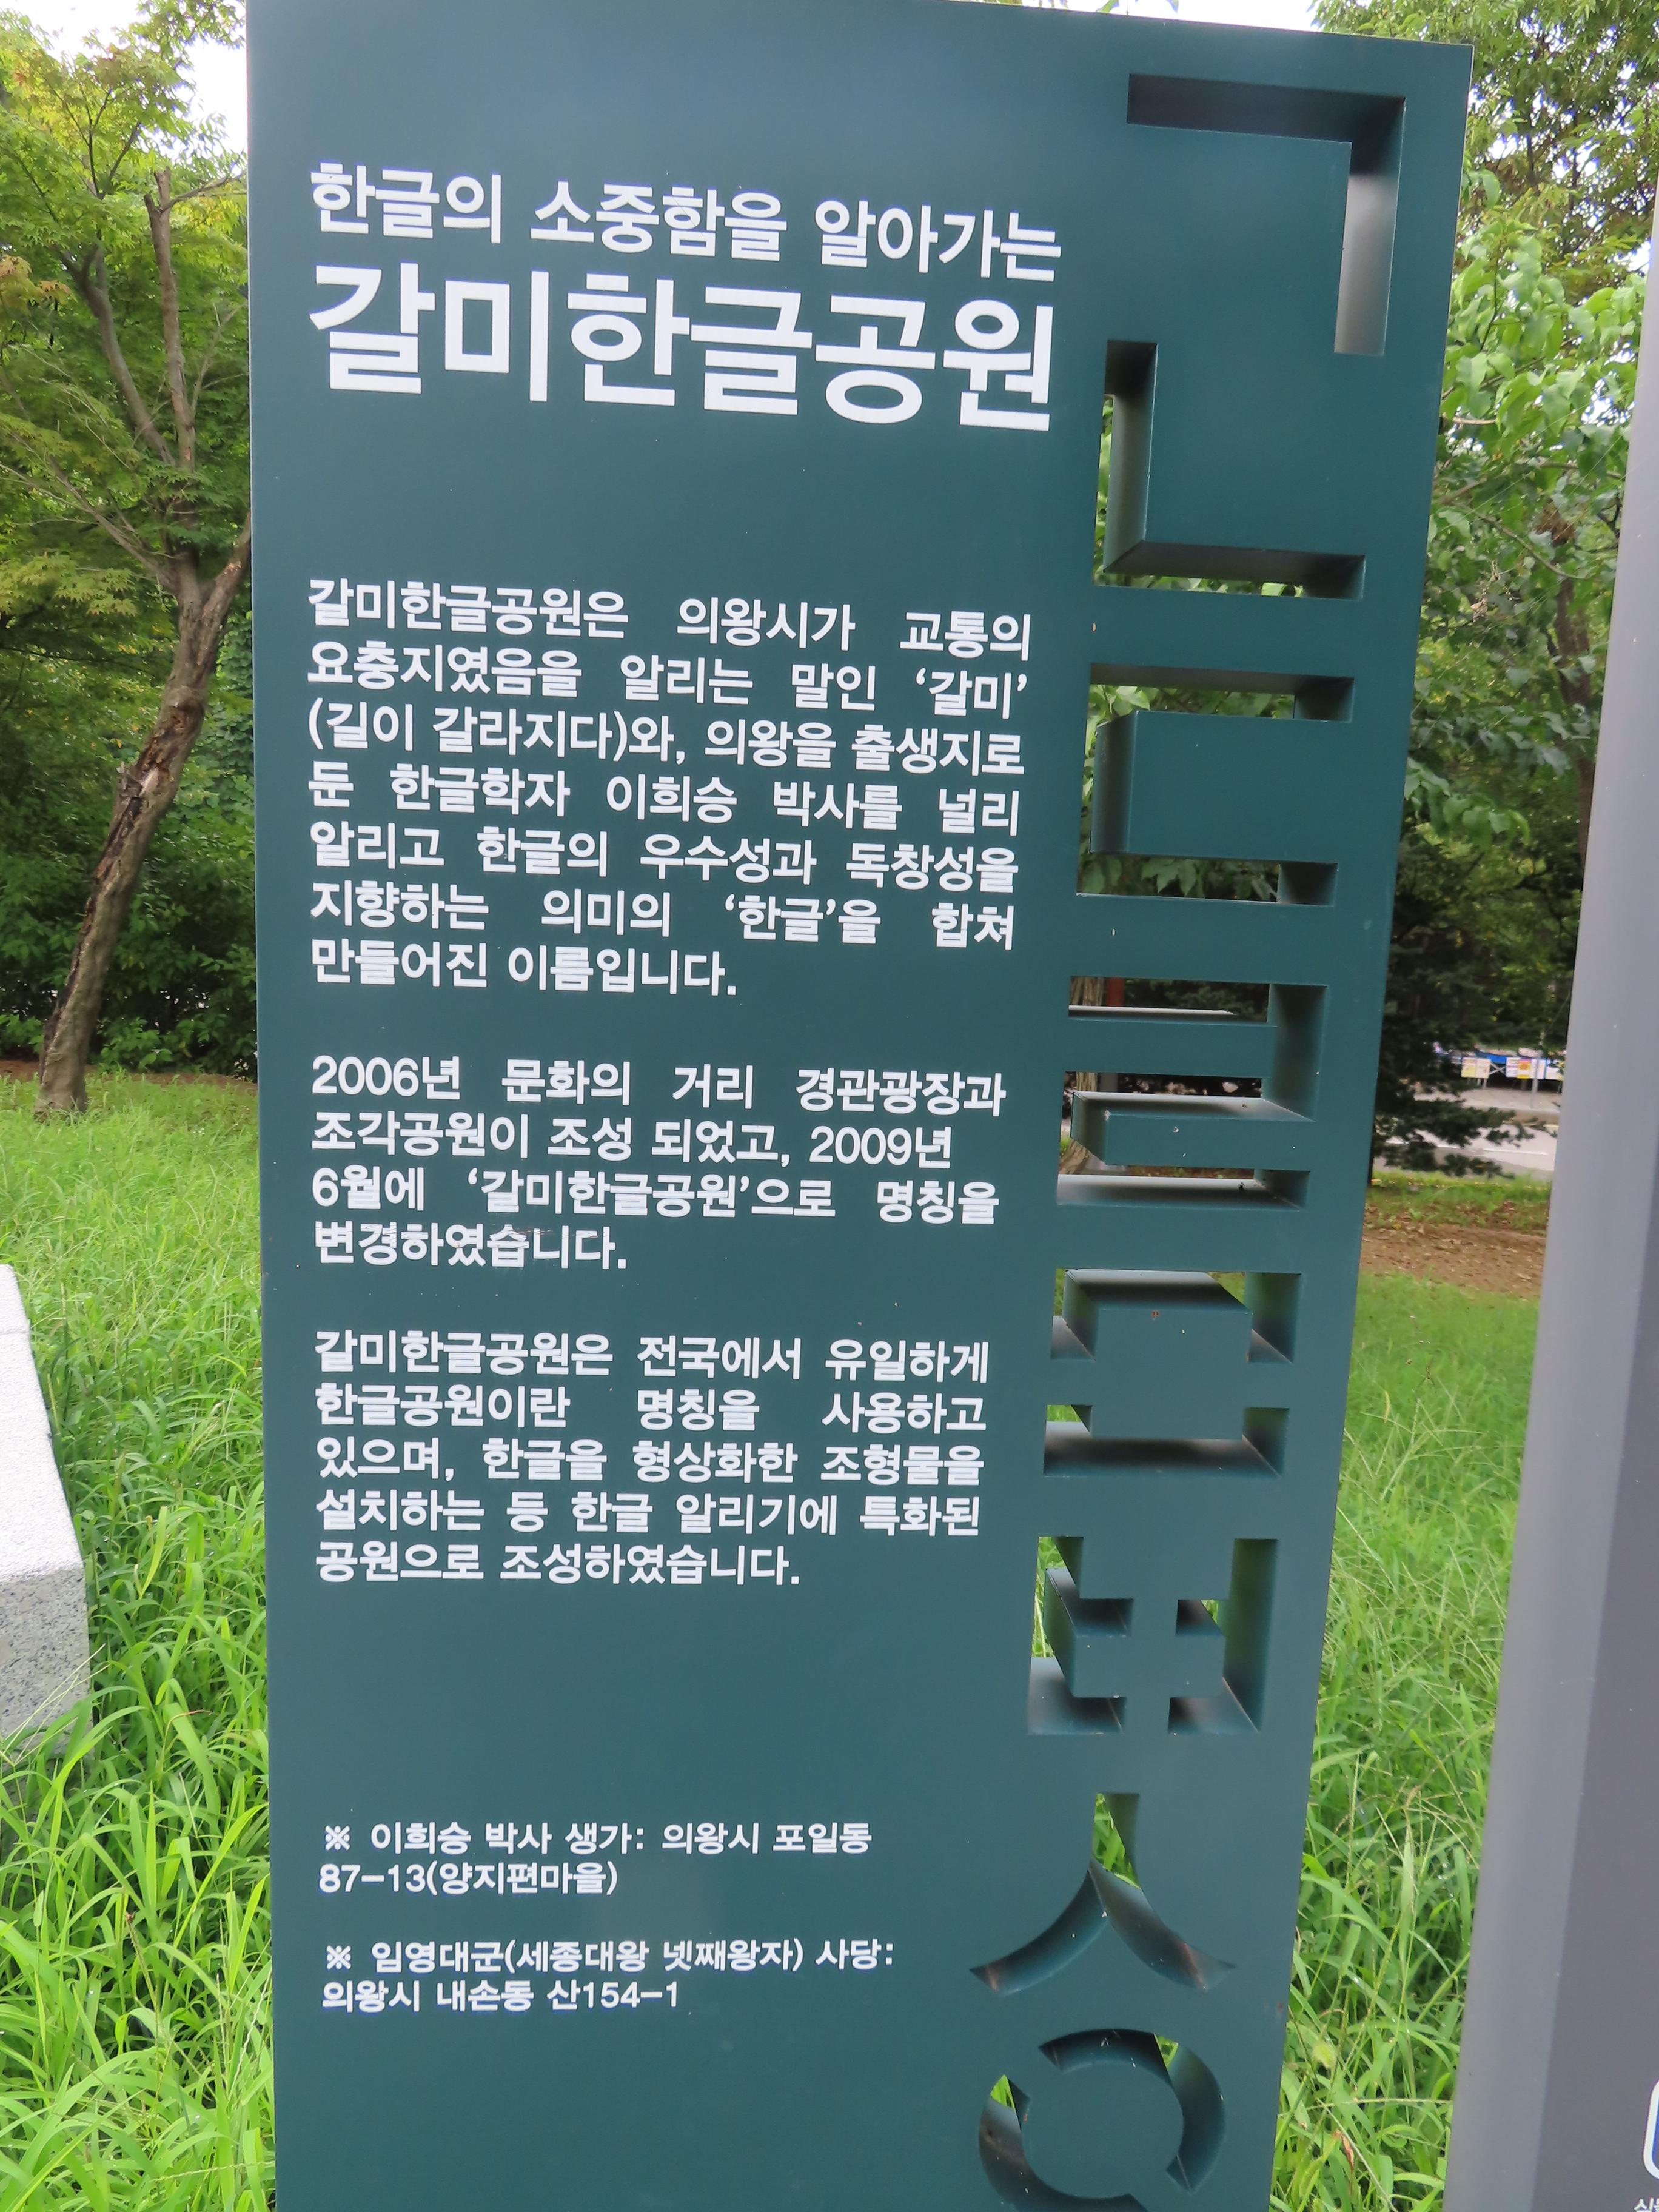 한글의 소중함을 알아가는
갈미한글공원
갈미한글공원은 의왕시가 교통의
요충지였음을 알리는 말인 ‘갈미’
(길이 갈라지다)와, 의왕을 출생지로
둔 한글학자 이희승 박사를 널리
알리고 한글의 우수성과 독창성을
지향하는 의미의 ‘한글’을 합쳐
만들어진 이름입니다.
2006년 문화의 거리 경관광장과
조각공원이 조성 되었고, 2009년
6월에 ‘갈미한글공원’으로 명칭을
변경하였습니다.
갈미한글공원은 전국에서 유일하게
한글공원이란 명칭을 사용하고
있으며, 한글을 형상화한 조형물을
설치하는 등 한글 알리기에 특화된
공원으로 조성하였습니다.
※ 이희승 박사 생가: 의왕시 포일동
87-13(양지편마을)
※ 임영대군(세종대왕 넷째왕자) 사당:
의왕시 내손동 산154-1
ㄱ
ㄴ
ㄷ
ㄹ
ㅁ
ㅂ
ㅅ
ㅇ